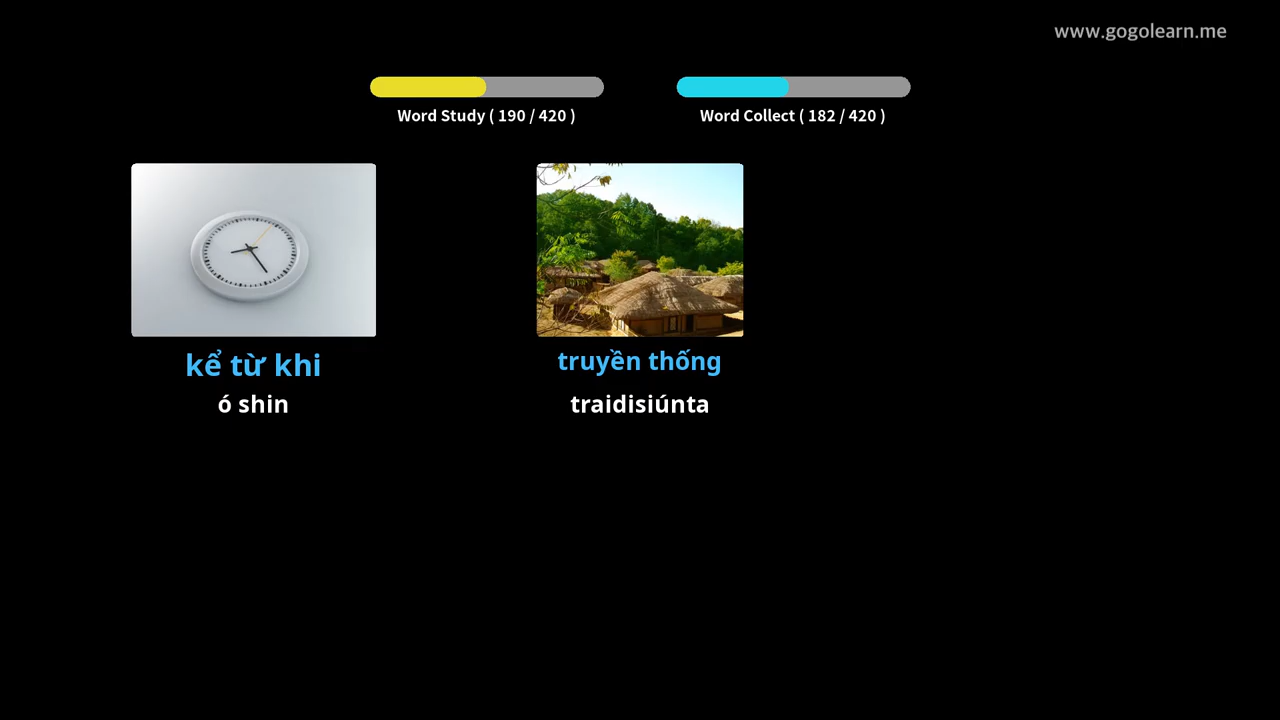 www.gogolearn.me
Word Study ( 190 / 420 )
Word Collect ( 182 / 420 )
kể từ khi
ó shin
truyền thống
traidisiúnta